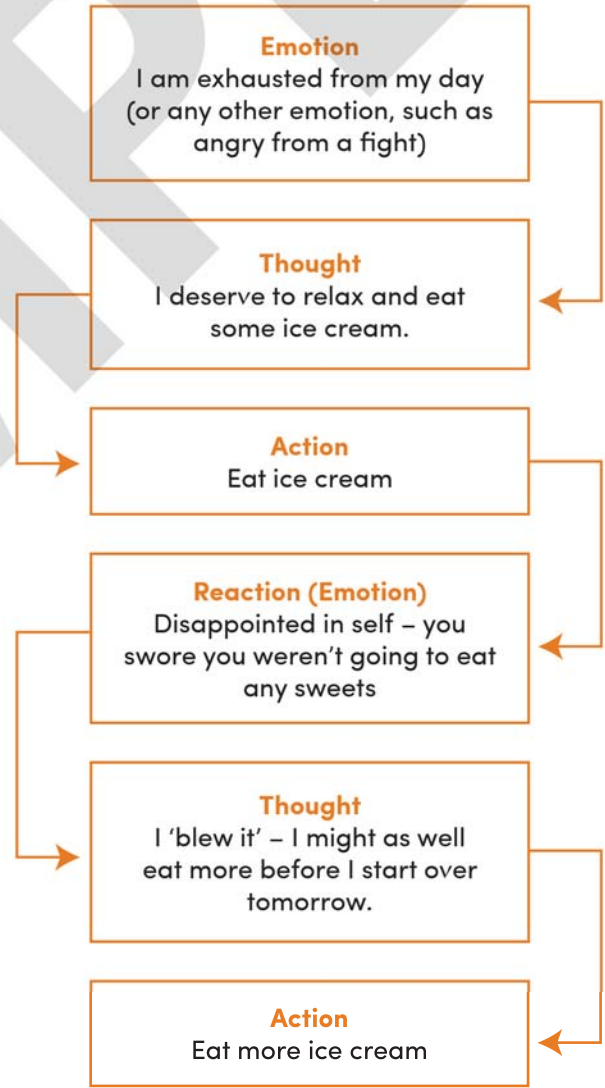 Emotion
I am exhausted from my day
(or any other emotion, such as
angry from a fight)
Thought
I deserve to relax and eat
some ice cream.
Action
Eat ice cream
Reaction (Emotion)
Disappointed in self – you
swore you weren't going to eat
any sweets
Thought
I 'blew it' – I might as well
eat more before I start over
tomorrow.
Action
Eat more ice cream